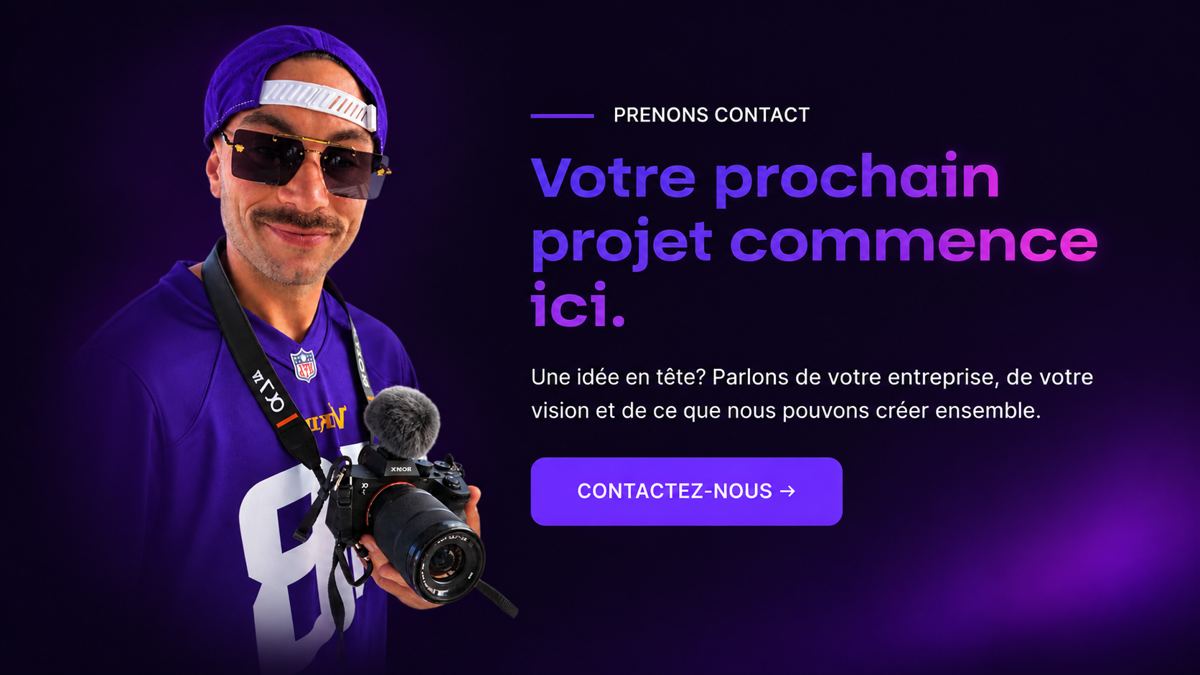 PRENONS CONTACT
Votre prochain
projet commence
ici.
Une idée en tête? Parlons de votre entreprise, de votre
vision et de ce que nous pouvons créer ensemble.
CONTACTEZ-NOUS →